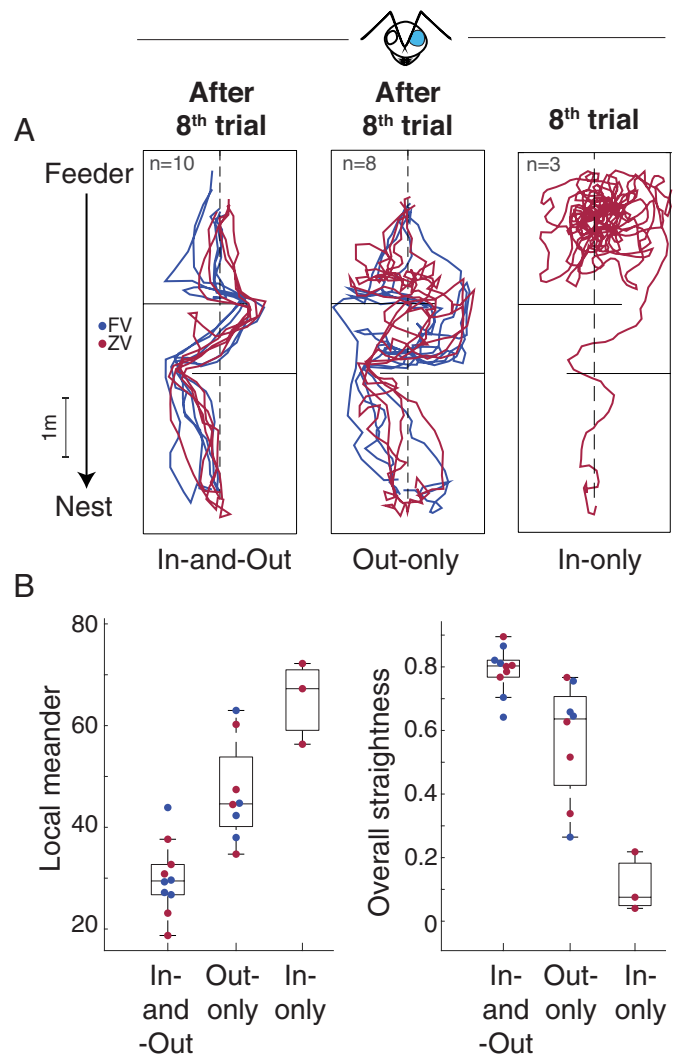 After
8th trial
After
8th trial
8th trial
A
Feeder
n=10
n=8
n=3
FV
ZV
1m
Nest
In-and-Out
Out-only
In-only
B
80
60
40
20
Local meander
In-
and
-Out
Out-
only
In-
only
0.8
0.6
0.4
0.2
0
Overall straightness
In-
and
-Out
Out-
only
In-
only